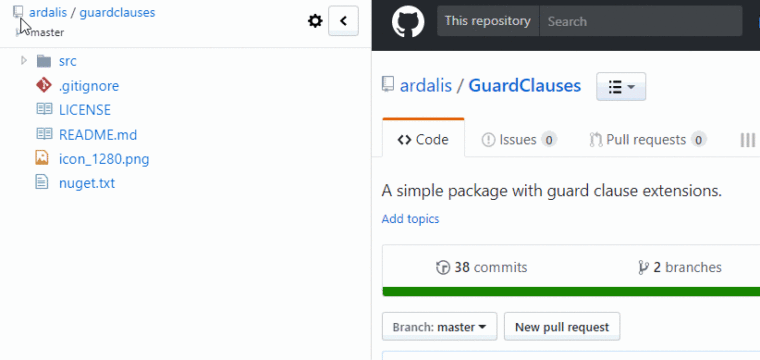 ardalis / guardclauses
master
src
.gitignore
LICENSE
README.md
icon_1280.png
nuget.txt
This repository Search
ardalis / GuardClauses
Code Issues 0 Pull requests 0
A simple package with guard clause extensions.
Add topics
38 commits 2 branches
Branch: master New pull request